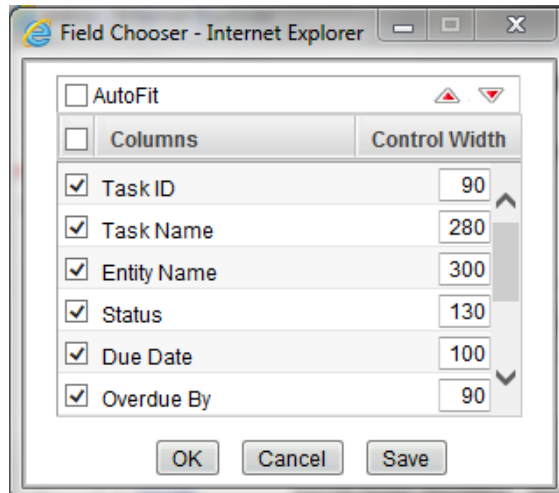 Field Chooser - Internet Explorer
AutoFit
Columns Control Width
Task ID 90
Task Name 280
Entity Name 300
Status 130
Due Date 100
Overdue By 90
OK Cancel Save